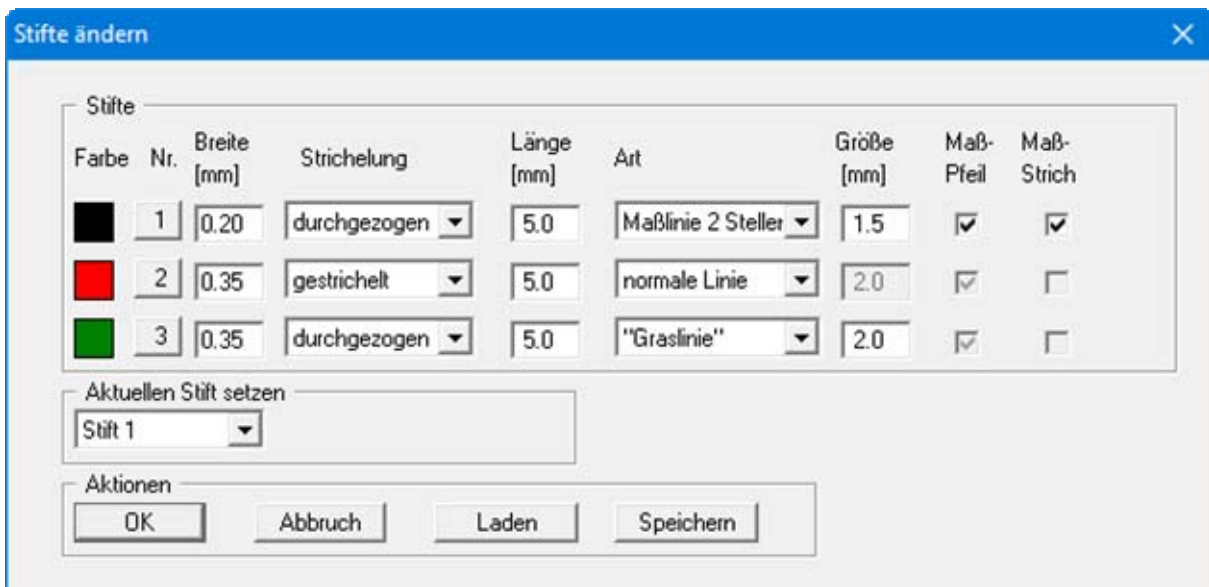 Stifte ändern
Stifte
Farbe Nr. Breite [mm] Strichelung Länge [mm] Art Größe [mm] Maß-Pfeil Maß-Strich
1 0.20 durchgezogen 5.0 Maßlinie 2 Steller 1.5
2 0.35 gestrichelt 5.0 normale Linie 2.0
3 0.35 durchgezogen 5.0 "Graslinie" 2.0
Aktuellen Stift setzen
Stift 1
Aktionen
OK Abbruch Laden Speichern